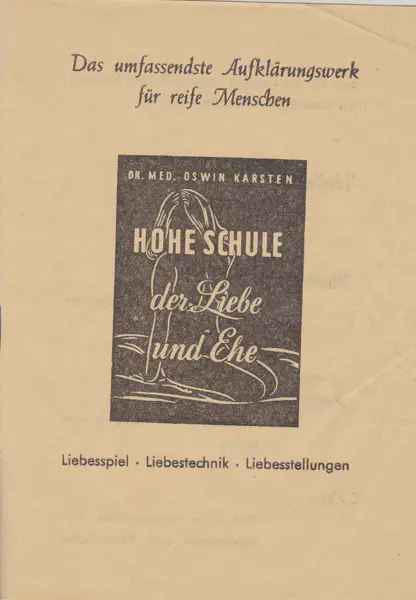 Das umfassendste Aufklärungswerk
für reife Menschen
DR. MED. OSWIN KARSTEN
HOHE SCHULE
der Liebe
und Ehe
Liebesspiel · Liebestechnik · Liebesstellungen